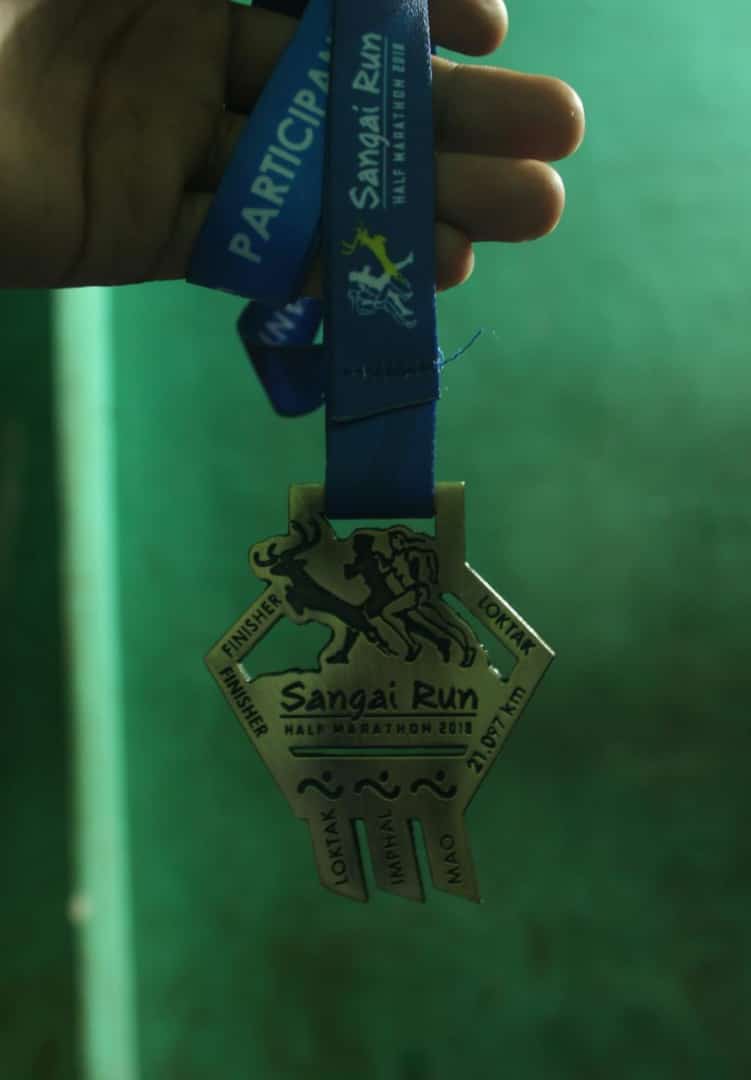 PARTICIPAN
Sangai Run
HALF MARATHON 2018
FINISHER
LOKTAK
FINISHER
21.097 km
Sangai Run
HALF MARATHON 2018
LOKTAK
IMPHAL
MAO